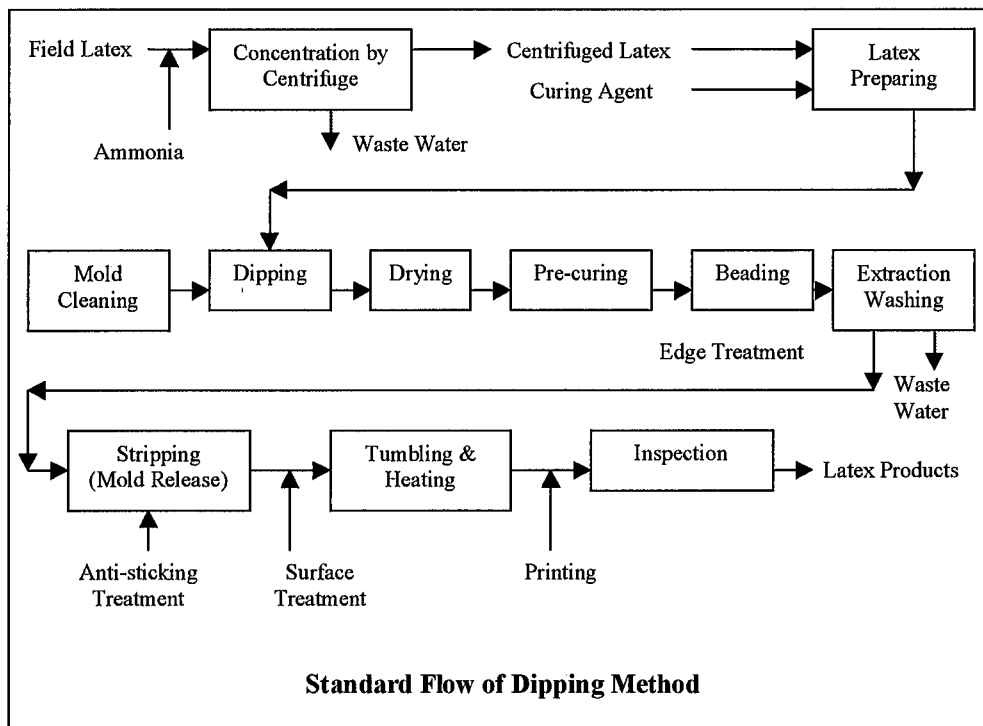 Field Latex
Concentration by
Centrifuge
Centrifuged Latex
Curing Agent
Latex
Preparing
Ammonia
Waste Water
Mold
Cleaning
Dipping
Drying
Pre-curing
Beading
Extraction
Washing
Edge Treatment
Waste
Water
Stripping
(Mold Release)
Tumbling &
Heating
Inspection
Latex Products
Anti-sticking
Treatment
Surface
Treatment
Printing
Standard Flow of Dipping Method